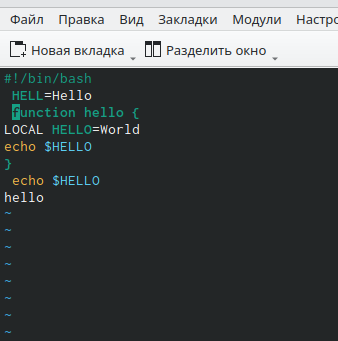 Файл Правка Вид Закладки Модули Настро
Новая вкладка Разделить окно
#!/bin/bash
 HELL=Hello
 function hello {
LOCAL HELLO=World
echo $HELLO
}
 echo $HELLO
hello
~
~
~
~
~
~
~
~